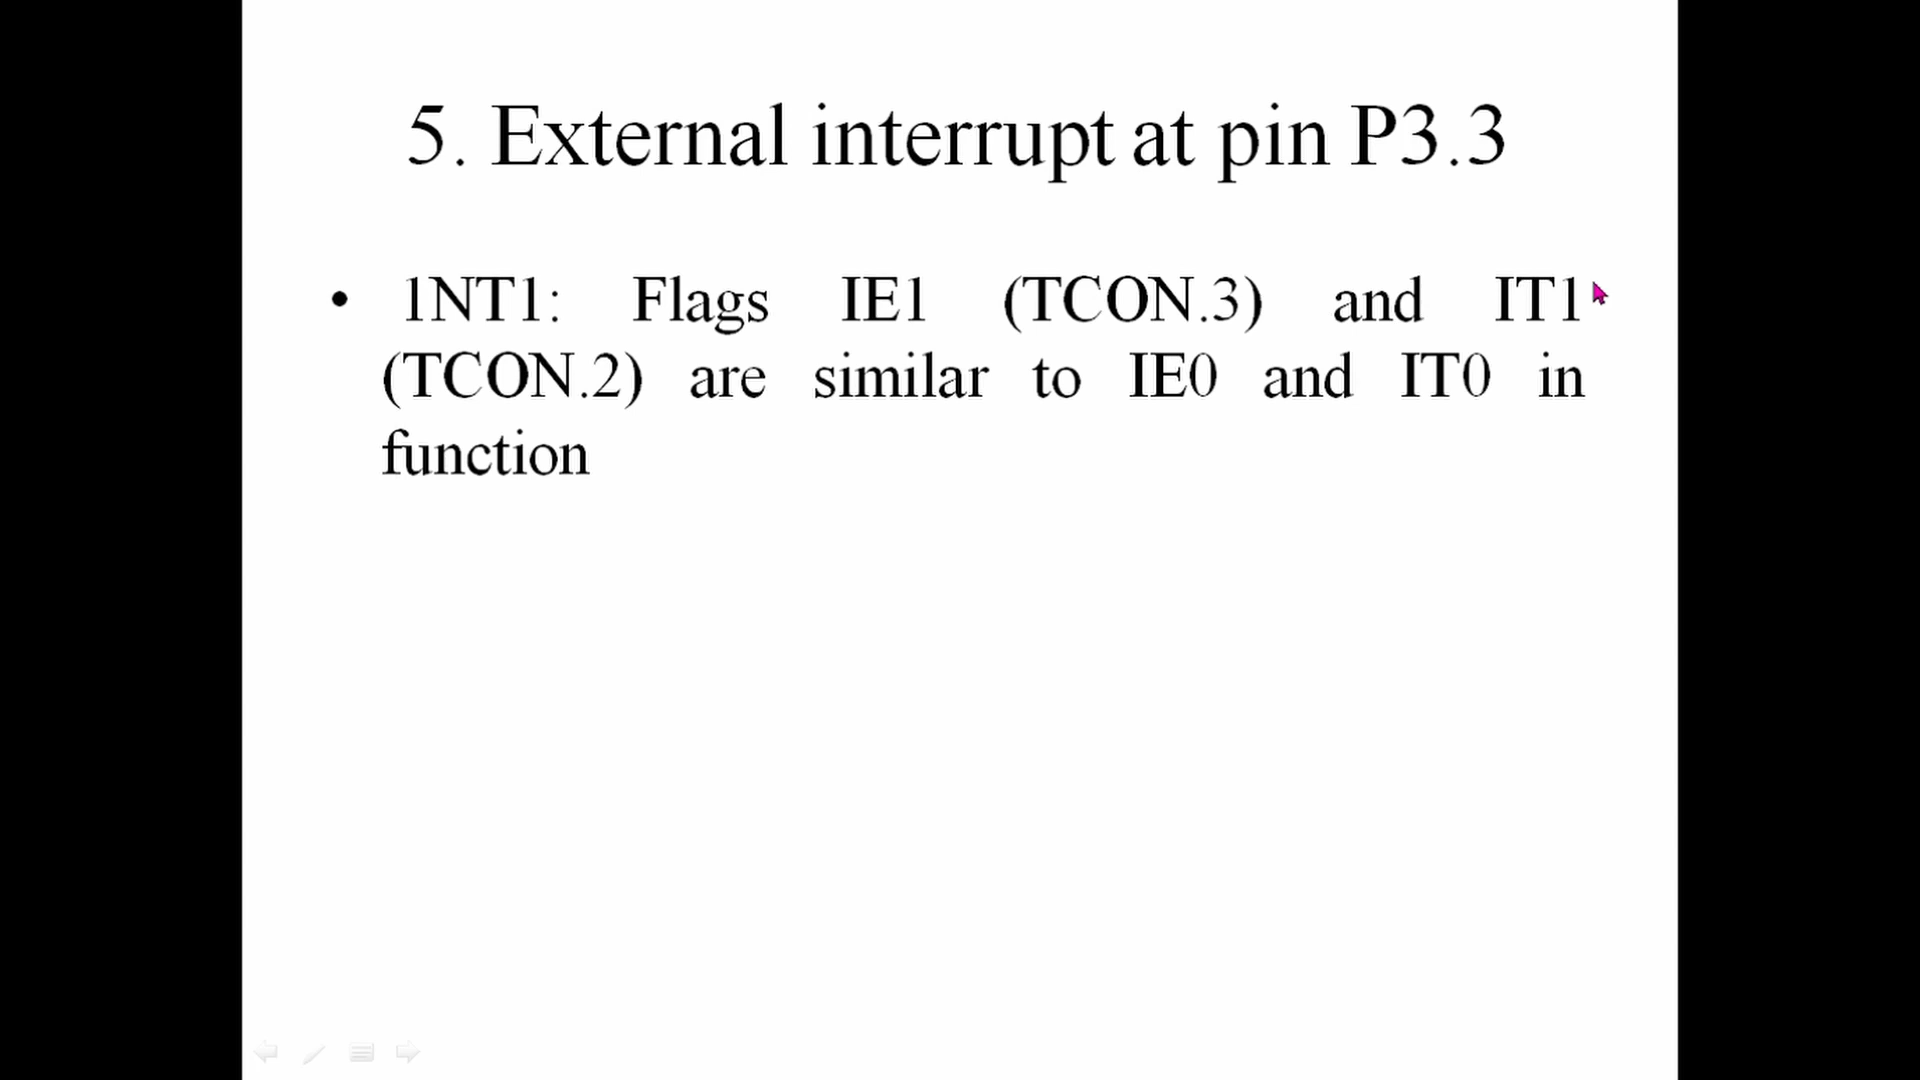 5. External interrupt at pin P3.3
• 1NT1: Flags IE1 (TCON.3) and IT1
(TCON.2) are similar to IE0 and IT0 in
function